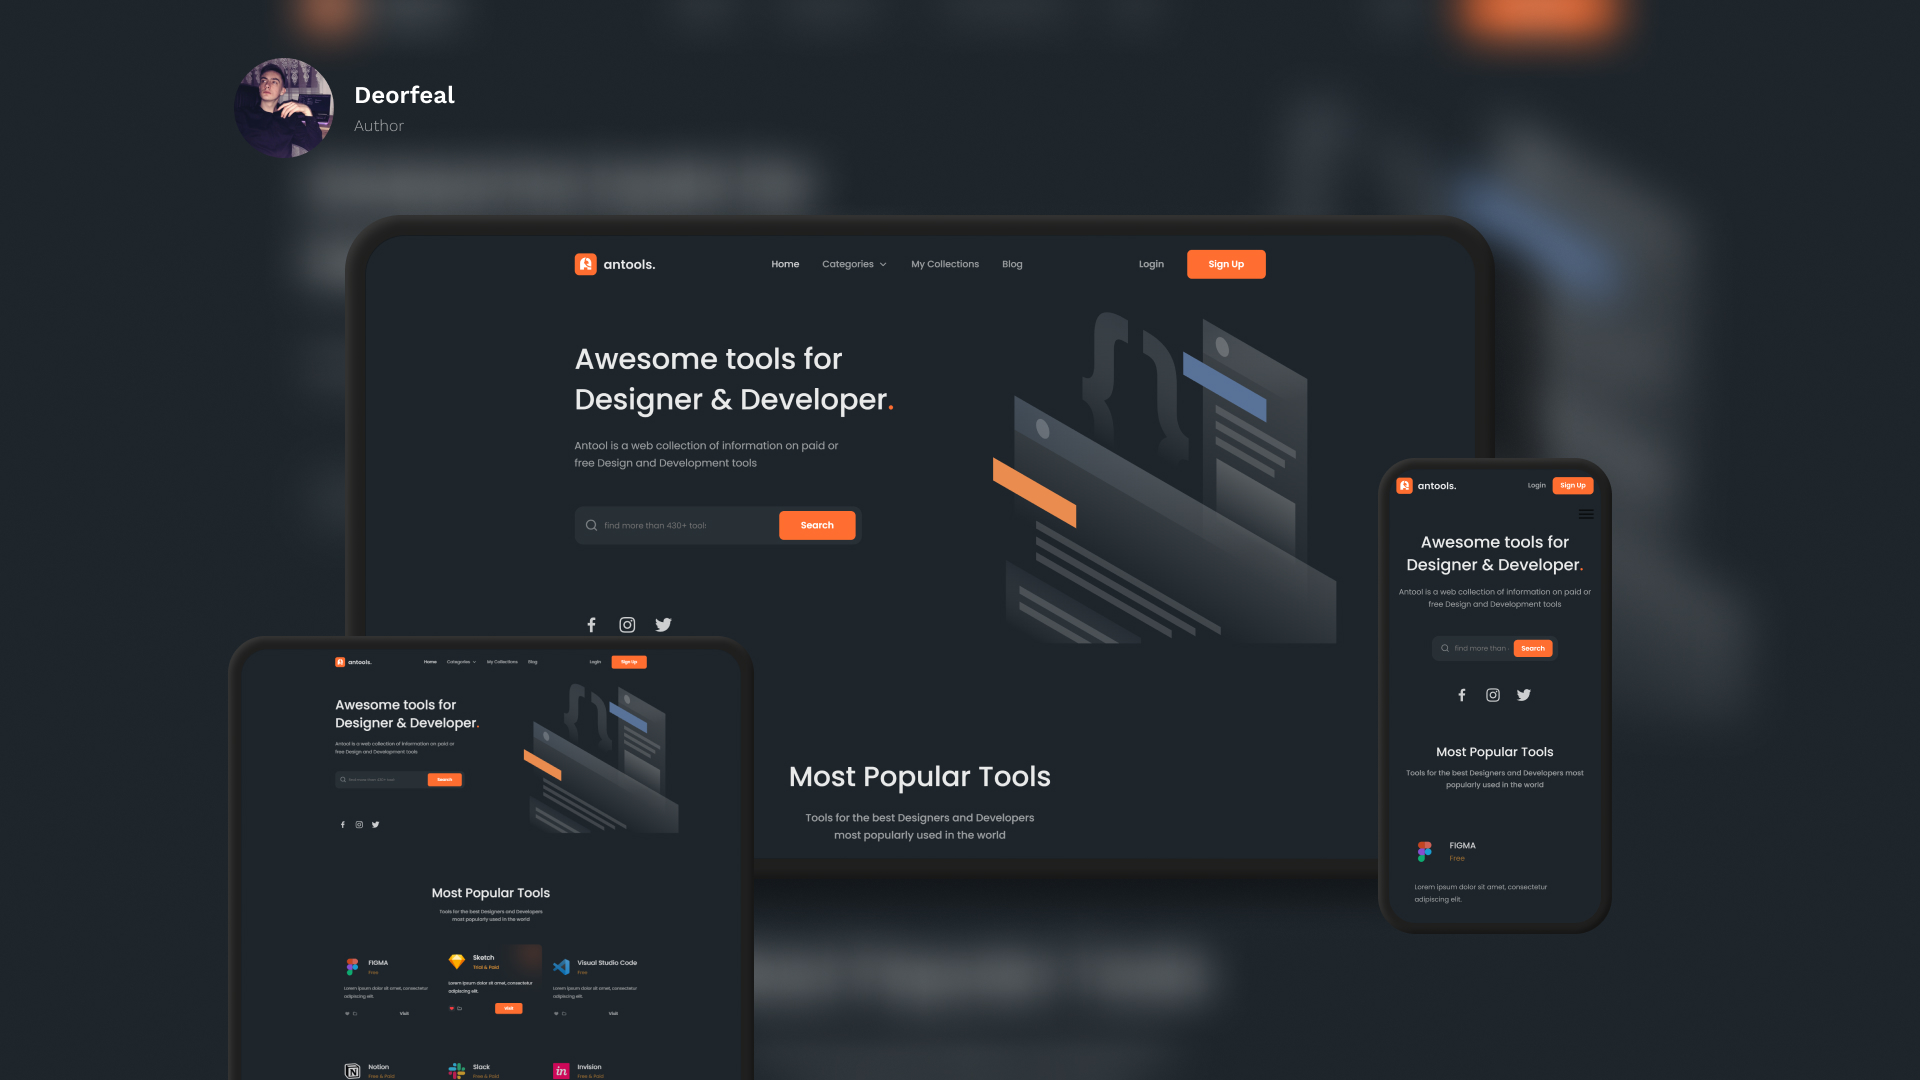 Deorfeal
Author
antools.
Home
Categories
My Collections
Blog
Login
Sign Up
Awesome tools for
Designer & Developer.
Antool is a web collection of information on paid or
free Design and Development tools
find more than 430+ tool
Search
Most Popular Tools
Tools for the best Designers and Developers
most popularly used in the world
antools.
Home
Categories
My Collections
Blog
Login
Sign Up
Awesome tools for
Designer & Developer.
Antool is a web collection of information on paid or
free Design and Development tools
find more than 430+ tool
Search
Most Popular Tools
Tools for the best Designers and Developers
most popularly used in the world
FIGMA
Free
Lorem ipsum dolor sit amet, consectetur
adipiscing elit.
Visit
Sketch
Trial & Paid
Lorem ipsum dolor sit amet, consectetur
adipiscing elit.
Visit
Visual Studio Code
Free
Lorem ipsum dolor sit amet, consectetur
adipiscing elit.
Visit
Notion
Free & Paid
Slack
Free & Paid
in
Invision
Free & Paid
antools.
Login
Sign Up
Awesome tools for
Designer & Developer.
Antool is a web collection of information on paid or
free Design and Development tools
find more than
Search
Most Popular Tools
Tools for the best Designers and Developers most
popularly used in the world
FIGMA
Free
Lorem ipsum dolor sit amet, consectetur
adipiscing elit.